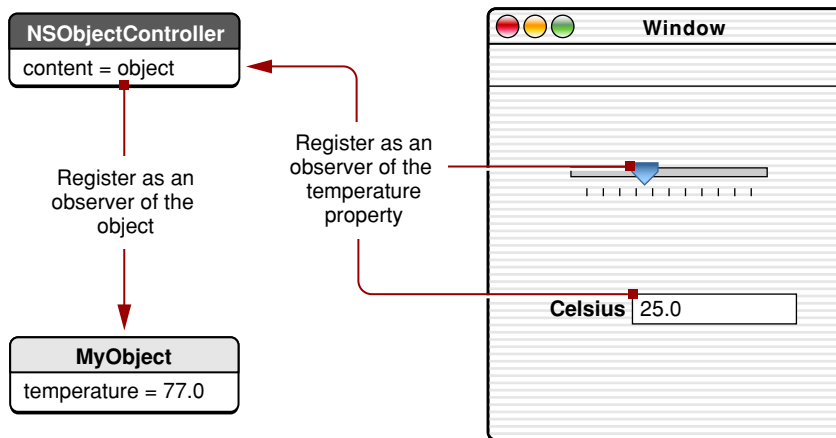 NSObjectController
content = object
Register as an
observer of the
object
MyObject
temperature = 77.0
Register as an
observer of the
temperature
property
Window
Celsius 25.0